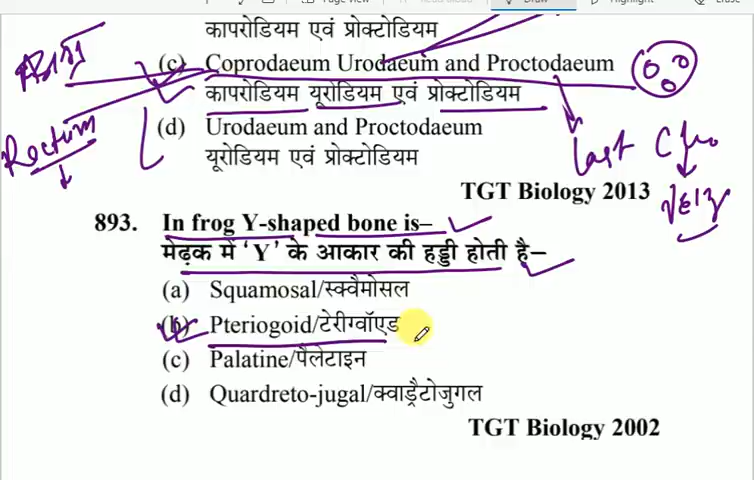 कापरोडियम एवं प्रोक्टोडियम
(c) Coprodaeum Urodaeum and Proctodaeum
कापरोडियम यूरोडियम एवं प्रोक्टोडियम
Rectum
(d) Urodaeum and Proctodaeum
यूरोडियम एवं प्रोक्टोडियम
last
TGT Biology 2013
893. In frog Y-shaped bone is–
मेढ़क में ‘Y’ के आकार की हड्डी होती है–
(a) Squamosal/स्क्वैमोसल
(b) Pteriogoid/टेरीग्वॉएड
(c) Palatine/पैलेटाइन
(d) Quardreto-jugal/क्वाड्रैटोजुगल
TGT Biology 2002